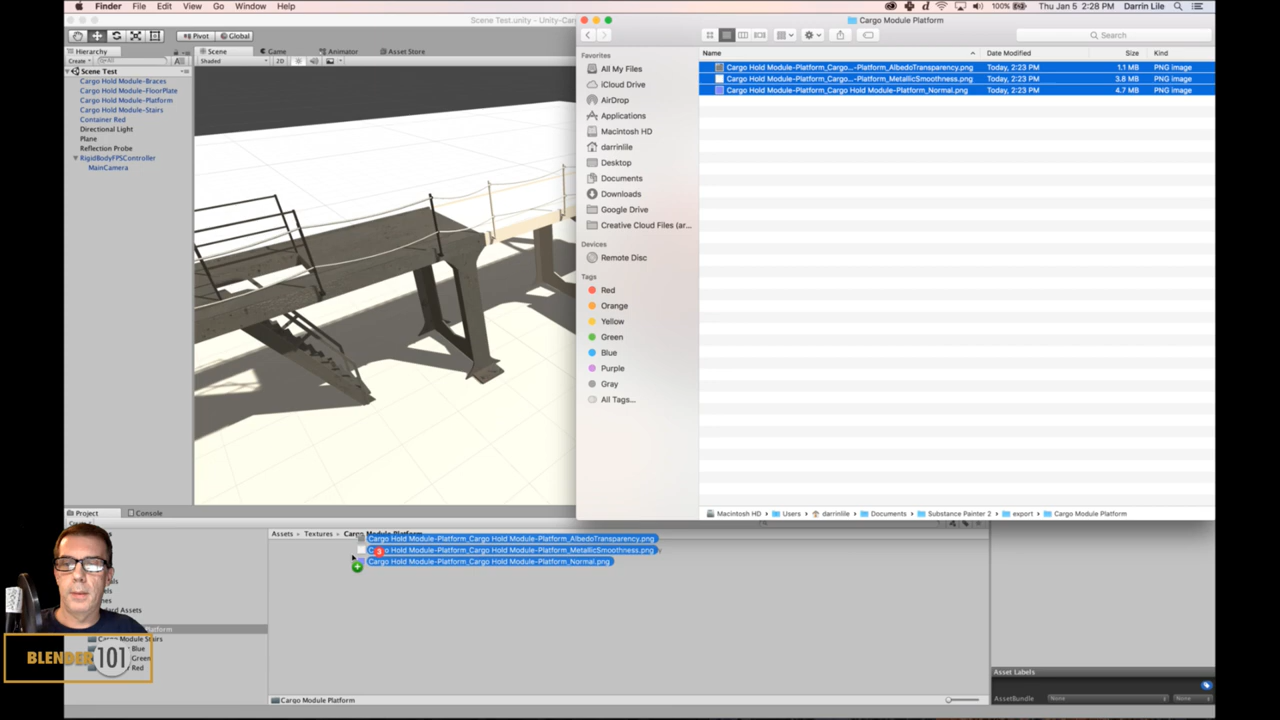 Finder File Edit View Go Window Help
100% Thu Jan 5 2:28 PM Darrin Lile
Scene Test.unity - Unity-Car
Cargo Module Platform
Pivot Global
Search
Hierarchy
Scene Game Animator Asset Store
Create All
Shaded 2D
Scene Test
Cargo Hold Module-Braces
Cargo Hold Module-FloorPlate
Cargo Hold Module-Platform
Cargo Hold Module-Stairs
Container Red
Directional Light
Plane
Reflection Probe
RigidBodyFPSController
MainCamera
Favorites
All My Files
iCloud Drive
AirDrop
Applications
Macintosh HD
darrinlile
Desktop
Documents
Downloads
Google Drive
Creative Cloud Files (ar...
Devices
Remote Disc
Tags
Red
Orange
Yellow
Green
Blue
Purple
Gray
All Tags...
Name Date Modified Size Kind
Cargo Hold Module-Platform_Cargo...-Platform_AlbedoTransparency.png Today, 2:23 PM 1.1 MB PNG image
Cargo Hold Module-Platform_Cargo...-Platform_MetallicSmoothness.png Today, 2:23 PM 3.8 MB PNG image
Cargo Hold Module-Platform_Cargo Hold Module-Platform_Normal.png Today, 2:23 PM 4.7 MB PNG image
Macintosh HD Users darrinlile Documents Substance Painter 2 export Cargo Module Platform
Project Console
Assets Textures
Cargo Hold Module-Platform_Cargo Hold Module-Platform_AlbedoTransparency.png
3
Cargo Hold Module-Platform_Cargo Hold Module-Platform_MetallicSmoothness.png
Cargo Hold Module-Platform_Cargo Hold Module-Platform_Normal.png
Assets
Platform
Cargo Module Stairs
Blue
Green
Red
BLENDER 101
Cargo Module Platform
Asset Labels
AssetBundle None None